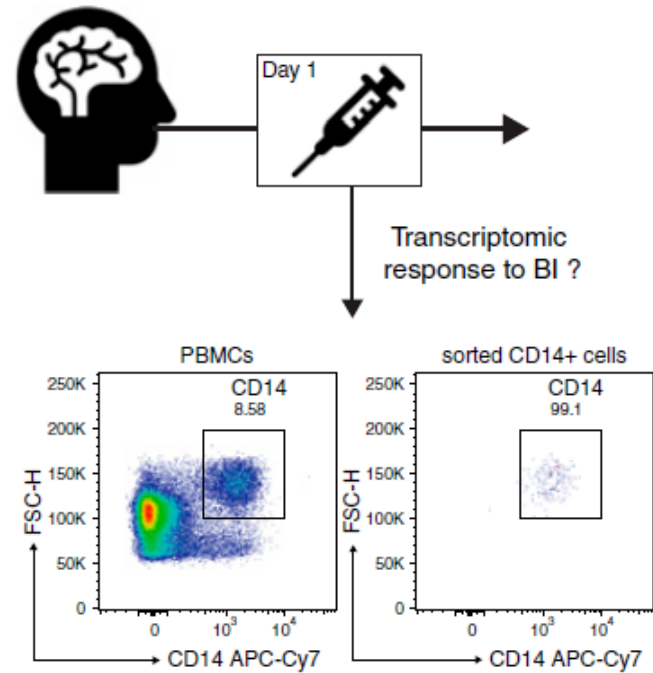 Day 1
Transcriptomic
response to BI ?
PBMCs
CD14
8.58
250K
200K
150K
100K
50K
0
FSC-H
0 10³ 10⁴
CD14 APC-Cy7
sorted CD14+ cells
CD14
99.1
250K
200K
150K
100K
50K
0
FSC-H
0 10³ 10⁴
CD14 APC-Cy7